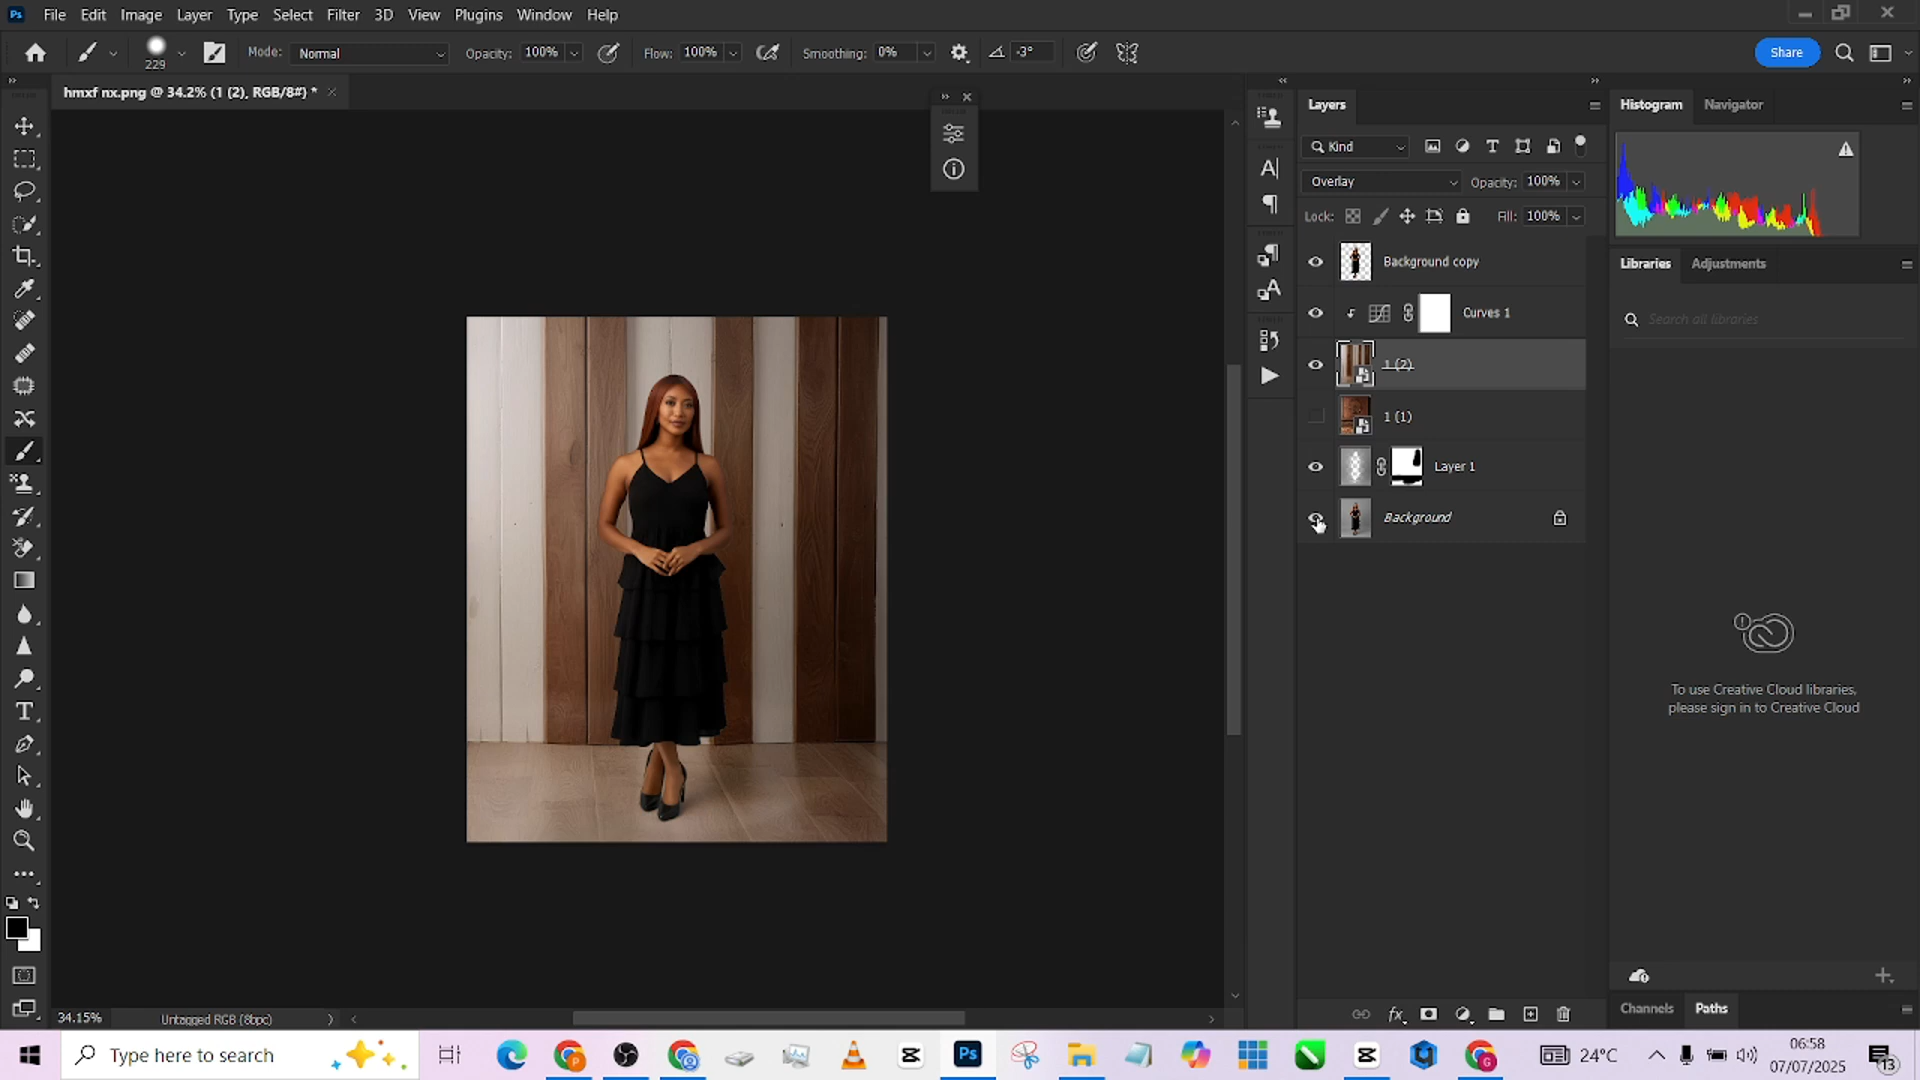 Ps File Edit Image Layer Type Select Filter 3D View Plugins Window Help
229 Mode: Normal Opacity: 100% Flow: 100% Smoothing: 0% -3° Share
hmxf nx.png @ 34.2% (1 (2), RGB/8#) *
Layers
Kind
Overlay Opacity: 100%
Lock: Fill: 100%
Background copy
Curves 1
1 (2)
1 (1)
Layer 1
Background
Histogram Navigator
Libraries Adjustments
Search all libraries
To use Creative Cloud libraries,
please sign in to Creative Cloud
Channels Paths
34.15% Untagged RGB (8bpc)
Type here to search
24°C
06:58
07/07/2025
13